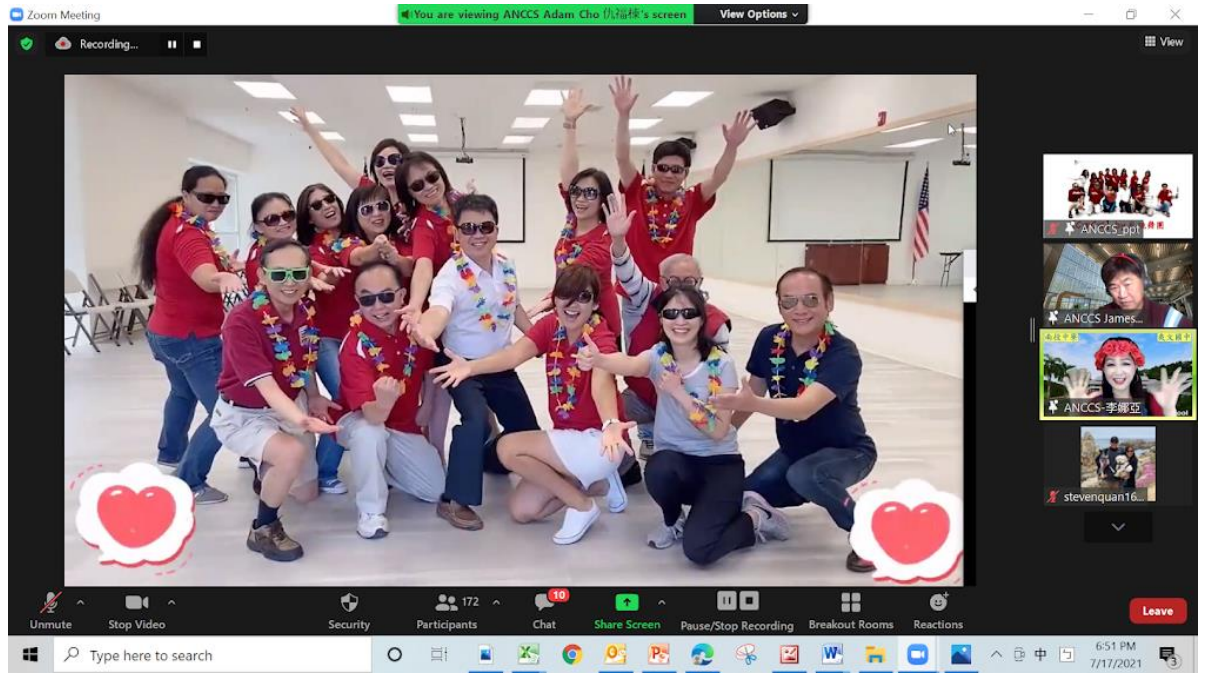 Zoom Meeting
You are viewing ANCCS Adam Cho 仇福棟's screen
View Options
Recording...
View
ANCCS_ppt
ANCCS James...
ANCCS-李娜亞
stevenquan16...
Unmute
Stop Video
Security
172
Participants
10
Chat
Share Screen
Pause/Stop Recording
Breakout Rooms
Reactions
Leave
Type here to search
中
ㄅ
6:51 PM
7/17/2021
3